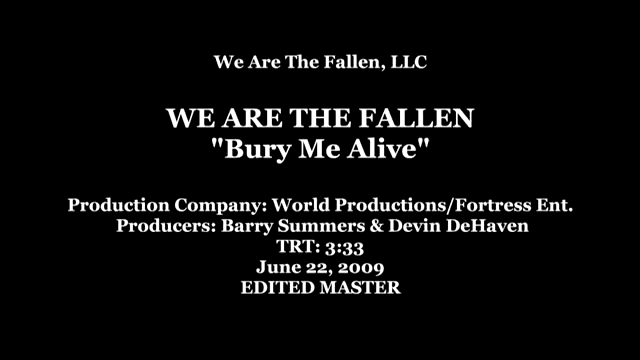 We Are The Fallen, LLC
WE ARE THE FALLEN
"Bury Me Alive"
Production Company: World Productions/Fortress Ent.
Producers: Barry Summers & Devin DeHaven
TRT: 3:33
June 22, 2009
EDITED MASTER